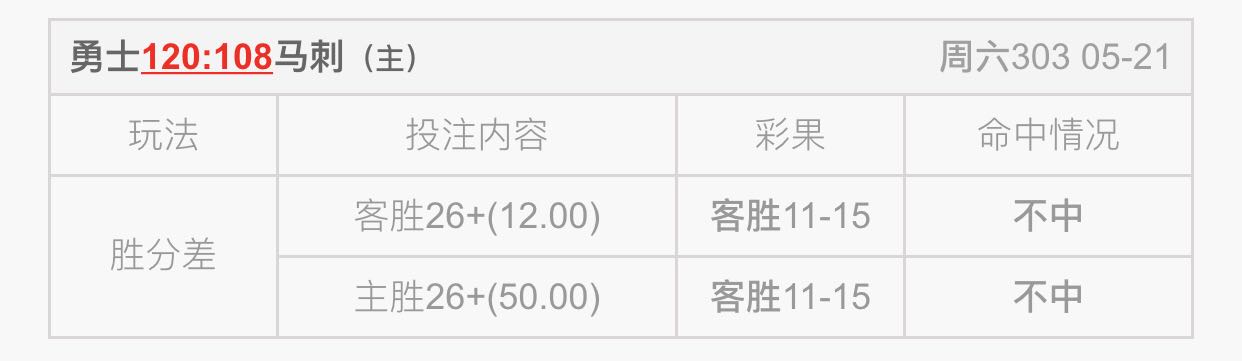 勇士120:108马刺（主） 周六303 05-21
玩法 投注内容 彩果 命中情况
胜分差 客胜26+(12.00) 客胜11-15 不中
主胜26+(50.00) 客胜11-15 不中